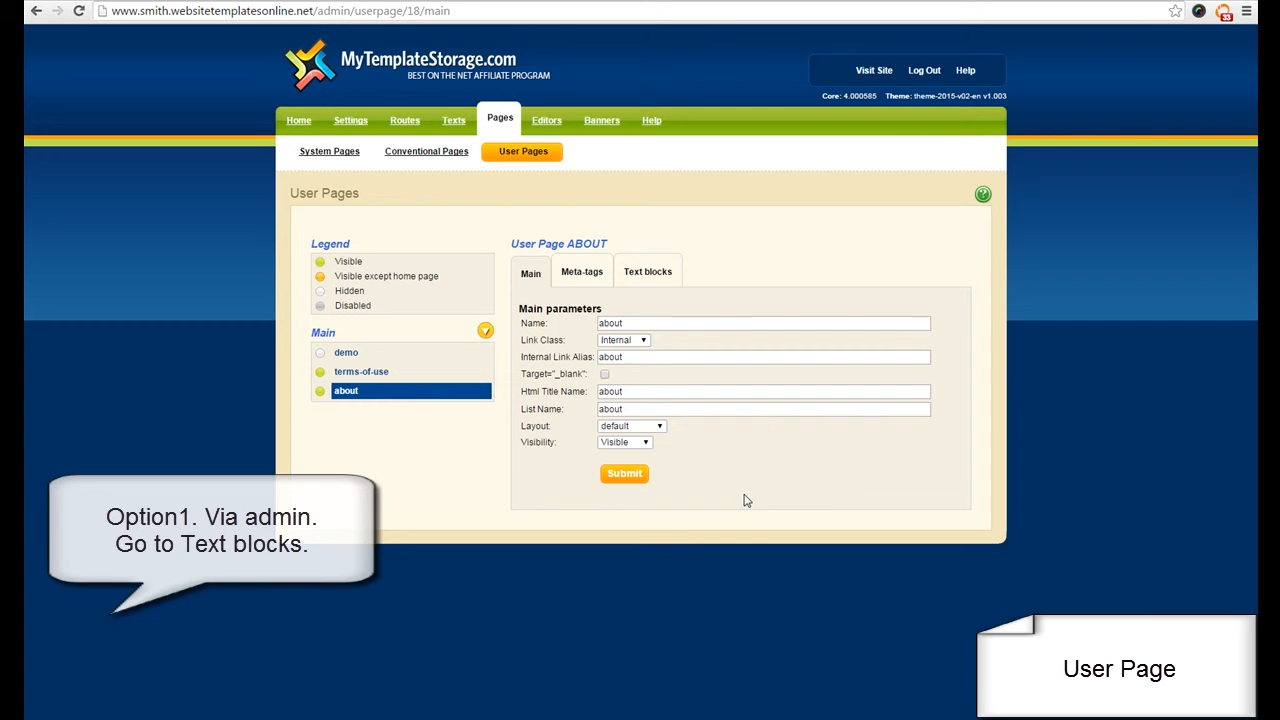 www.smith.websitetemplatesonline.net/admin/userpage/18/main
33
MyTemplateStorage.com
BEST ON THE NET AFFILIATE PROGRAM
Visit Site Log Out Help
Core: 4.000585 Theme: theme-2015-v02-en v1.003
Home Settings Routes Texts Pages Editors Banners Help
System Pages Conventional Pages User Pages
User Pages
?
Legend
Visible
Visible except home page
Hidden
Disabled
Main
demo
terms-of-use
about
User Page ABOUT
Main Meta-tags Text blocks
Main parameters
Name: about
Link Class: Internal
Internal Link Alias: about
Target="_blank":
Html Title Name: about
List Name: about
Layout: default
Visibility: Visible
Submit
Option1. Via admin.
Go to Text blocks.
User Page